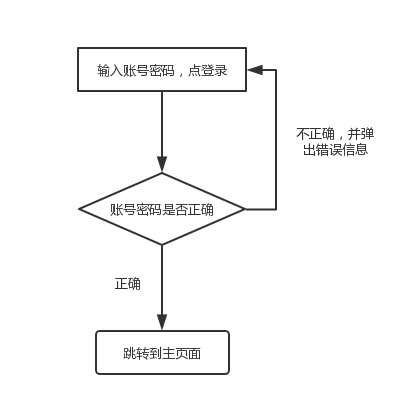 输入账号密码，点登录
不正确，并弹
出错误信息
账号密码是否正确
正确
跳转到主页面